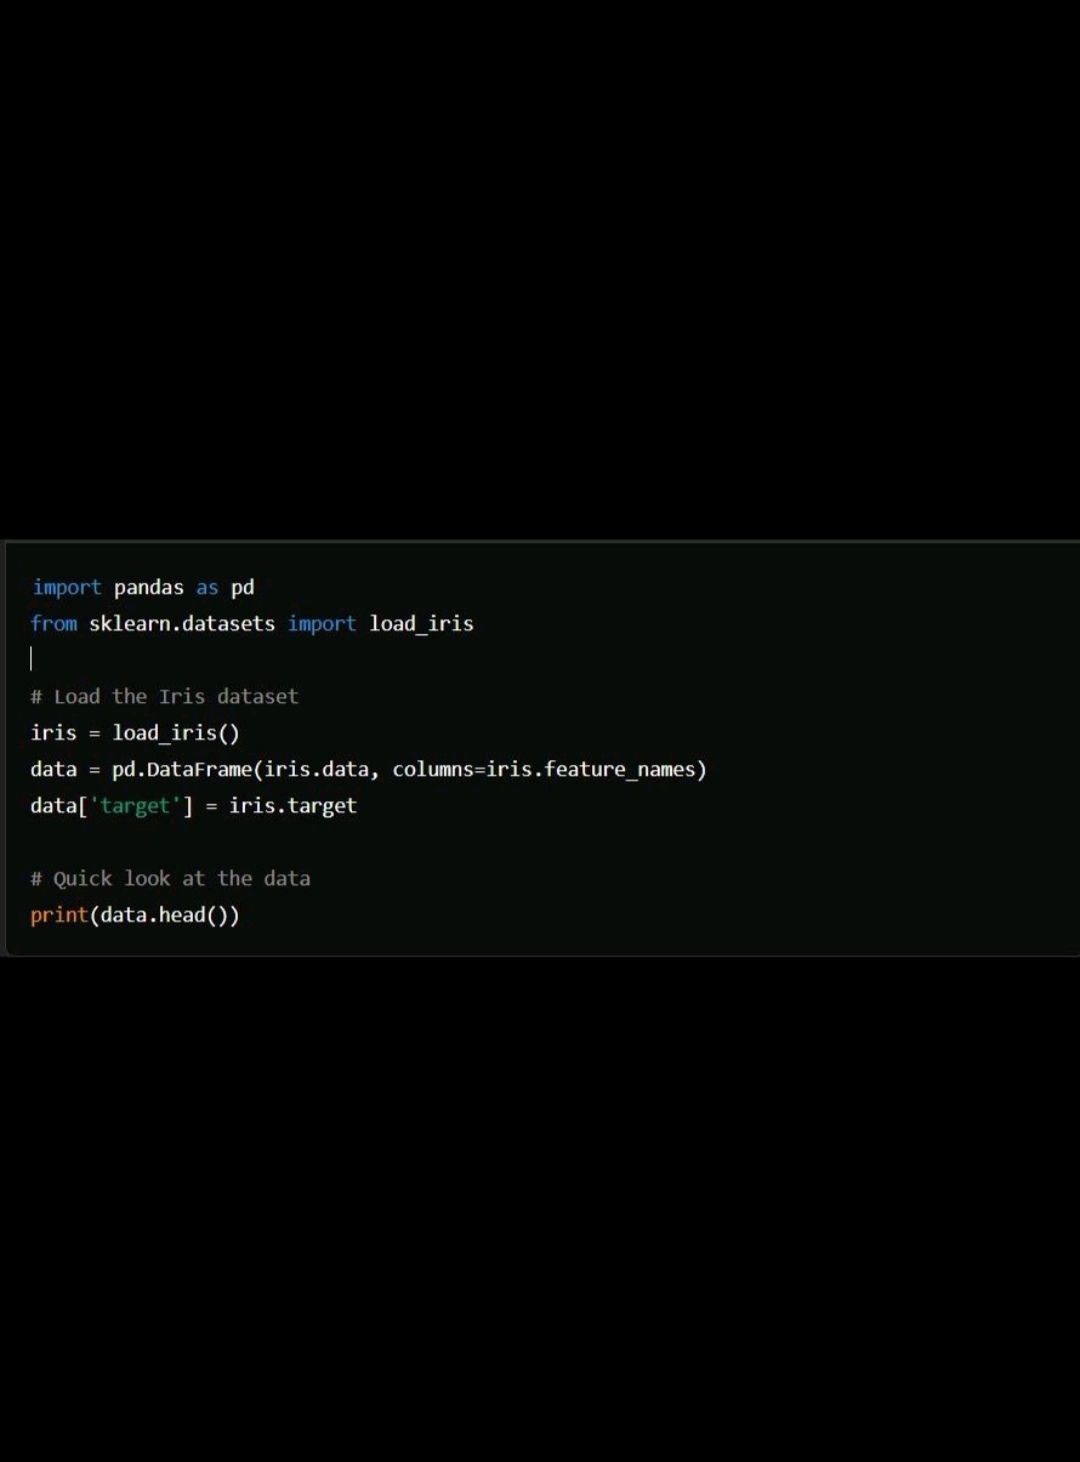 import pandas as pd
from sklearn.datasets import load_iris
# Load the Iris dataset
iris = load_iris()
data = pd.DataFrame(iris.data, columns=iris.feature_names)
data['target'] = iris.target
# Quick look at the data
print(data.head())